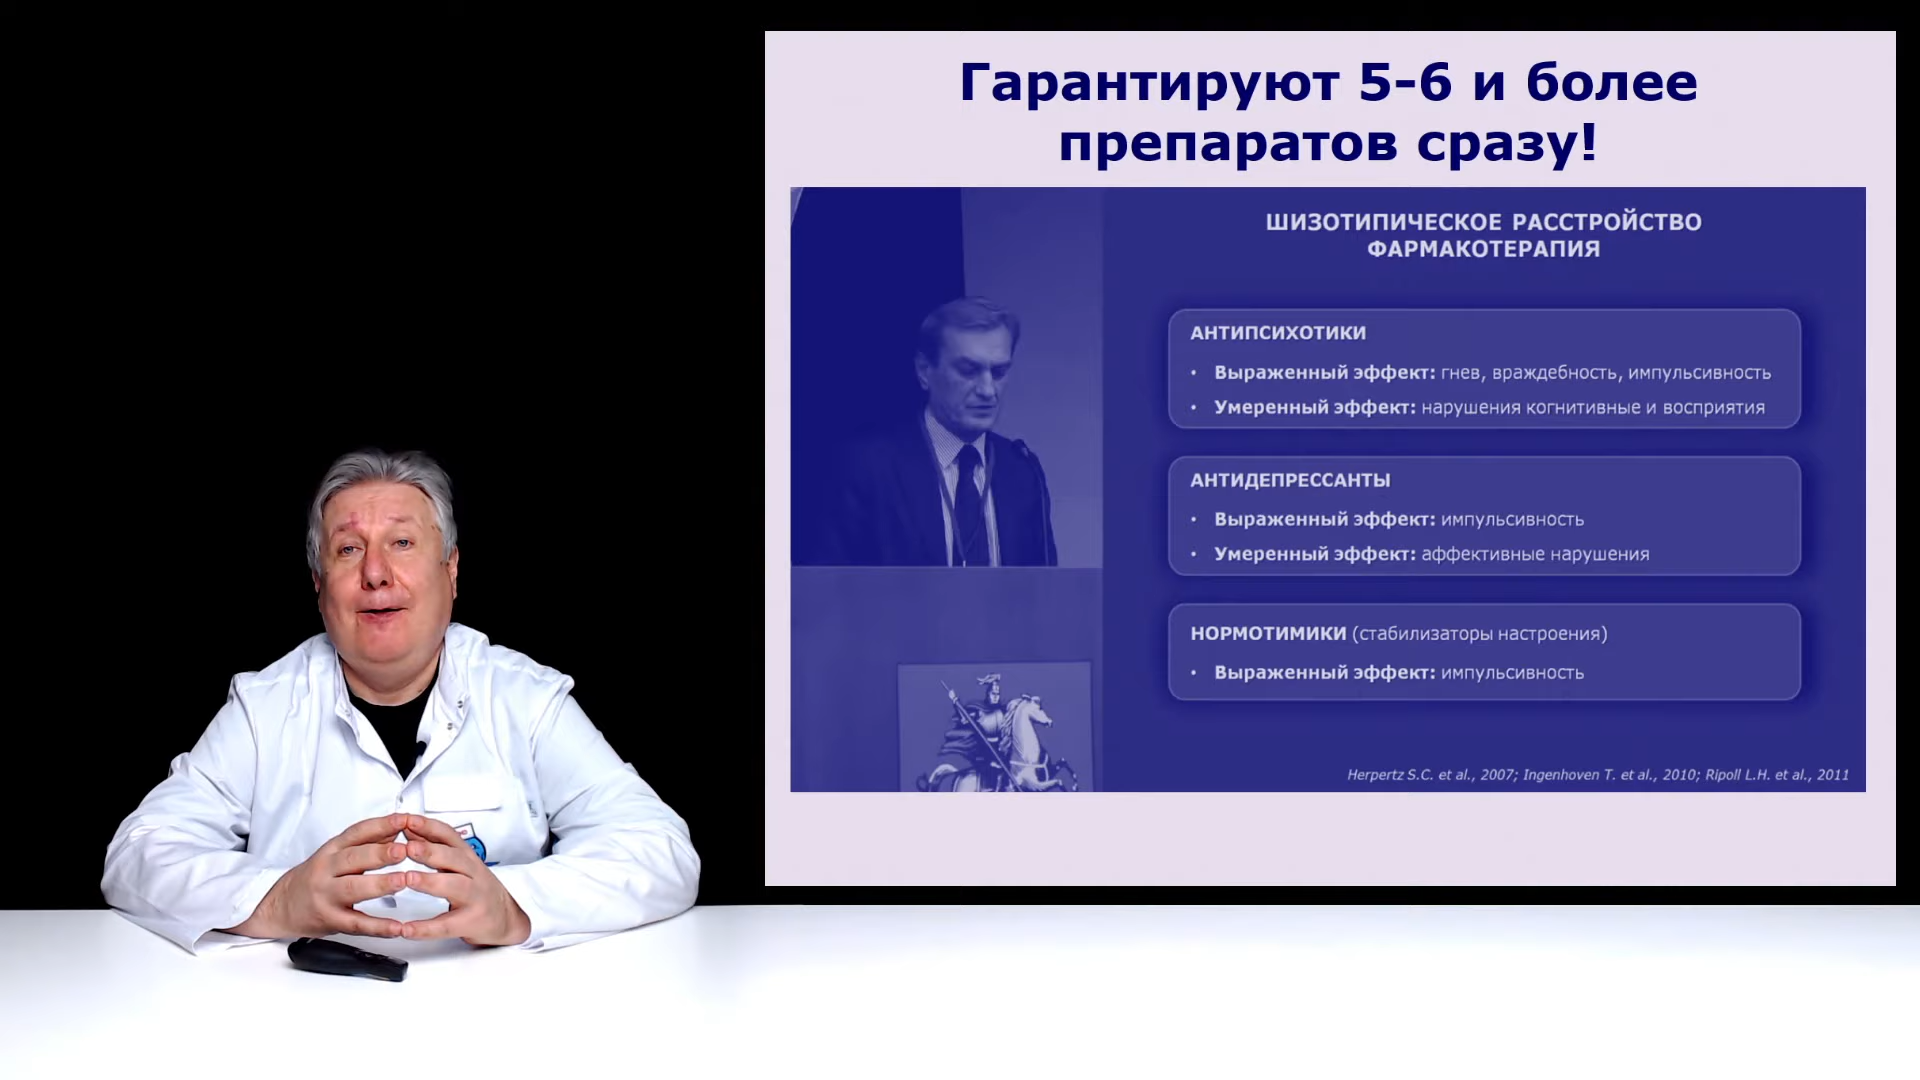 Гарантируют 5-6 и более
препаратов сразу!
ШИЗОТИПИЧЕСКОЕ РАССТРОЙСТВО
ФАРМАКОТЕРАПИЯ
АНТИПСИХОТИКИ
• Выраженный эффект: гнев, враждебность, импульсивность
• Умеренный эффект: нарушения когнитивные и восприятия
АНТИДЕПРЕССАНТЫ
• Выраженный эффект: импульсивность
• Умеренный эффект: аффективные нарушения
НОРМОТИМИКИ (стабилизаторы настроения)
• Выраженный эффект: импульсивность
Herpertz S.C. et al., 2007; Ingenhoven T. et al., 2010; Ripoll L.H. et al., 2011